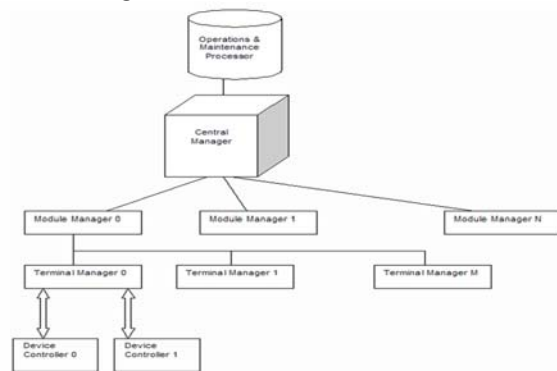 Operations &
Maintenance
Processor
Central
Manager
Module Manager 0
Module Manager 1
Module Manager N
Terminal Manager 0
Terminal Manager 1
Terminal Manager M
Device
Controller 0
Device
Controller 1